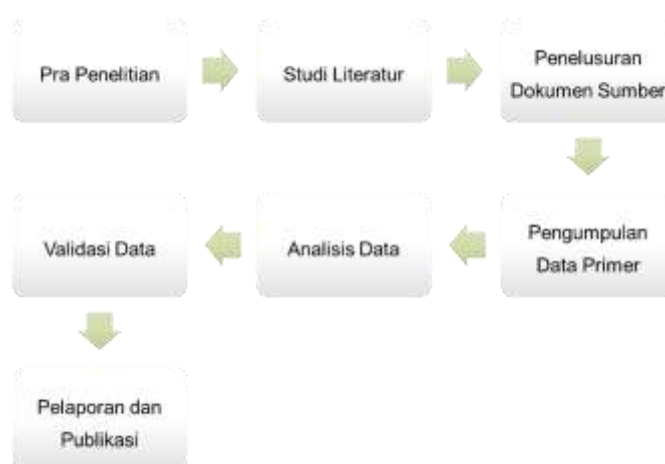 Pra Penelitian
Studi Literatur
Penelusuran
Dokumen Sumber
Pengumpulan
Data Primer
Analisis Data
Validasi Data
Pelaporan dan
Publikasi